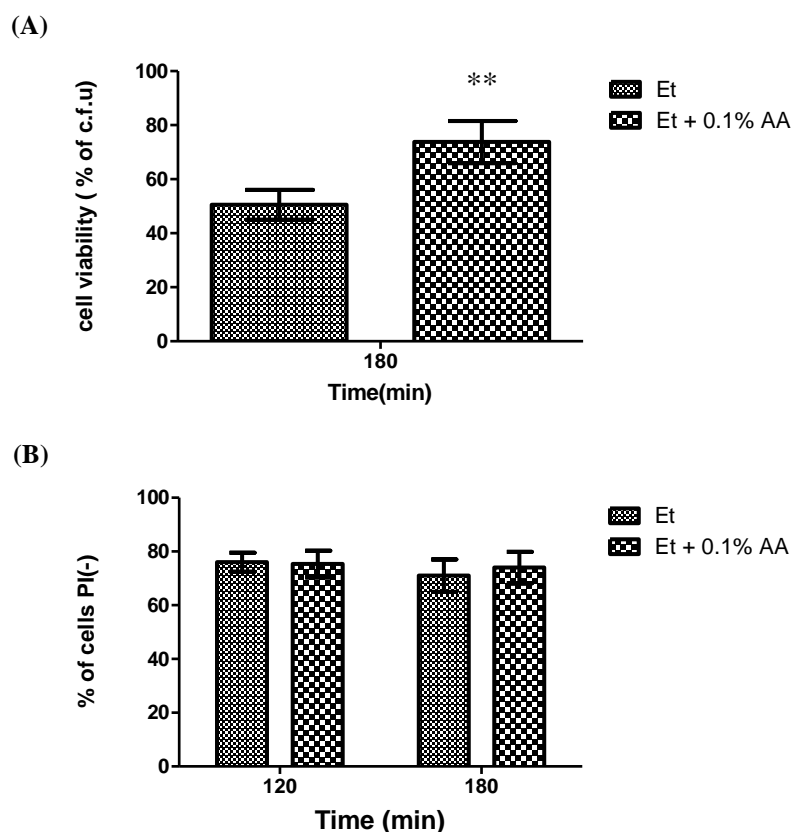 (A)
100
80
60
40
20
0
cell viability ( % of c.f.u)
**
180
Time(min)
Et
Et + 0.1% AA
(B)
100
80
60
40
20
0
% of cells PI(-)
120
180
Time (min)
Et
Et + 0.1% AA